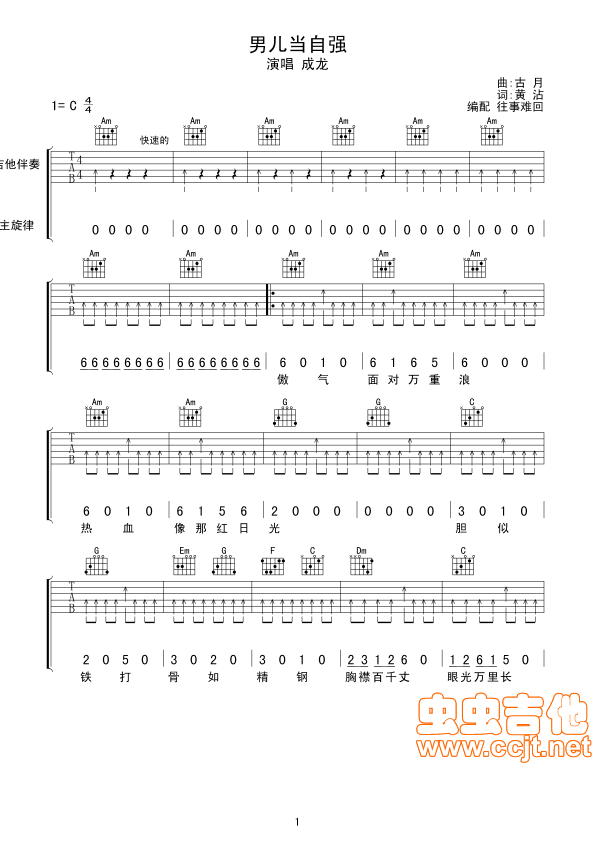 男儿当自强
演唱 成龙
曲:古 月
词:黄 沾
编配 往事难回
1= C 4/4
Am Am Am Am Am Am
快速的
吉他伴奏 T A B 4 4
主旋律 0 0 0 0 | 0 0 0 0 | 0 0 0 0 | 0 0 0 0 | 0 0 0 0 | 0 0 0 0 |
Am Am Am Am Am
T A B
6 6 6 6 6 6 6 6 | 6 6 6 6 6 6 6 6 | 6 0 1 0 | 6 1 6 5 | 6 0 0 0 |
傲 气 面 对 万 重 浪
Am Am G G C
T A B
6 0 1 0 | 6 1 5 6 | 2 0 0 0 | 0 0 0 0 | 3 0 1 0 |
热 血 像 那 红 日 光 胆 似
G Em G F C Dm C
T A B
2 0 5 0 | 3 0 2 0 | 3 0 1 0 | 2 3 1 2 6 0 | 1 2 6 1 5 0 |
铁 打 骨 如 精 钢 胸襟百千丈 眼光万里长
虫虫吉他
www.ccjt.net
1